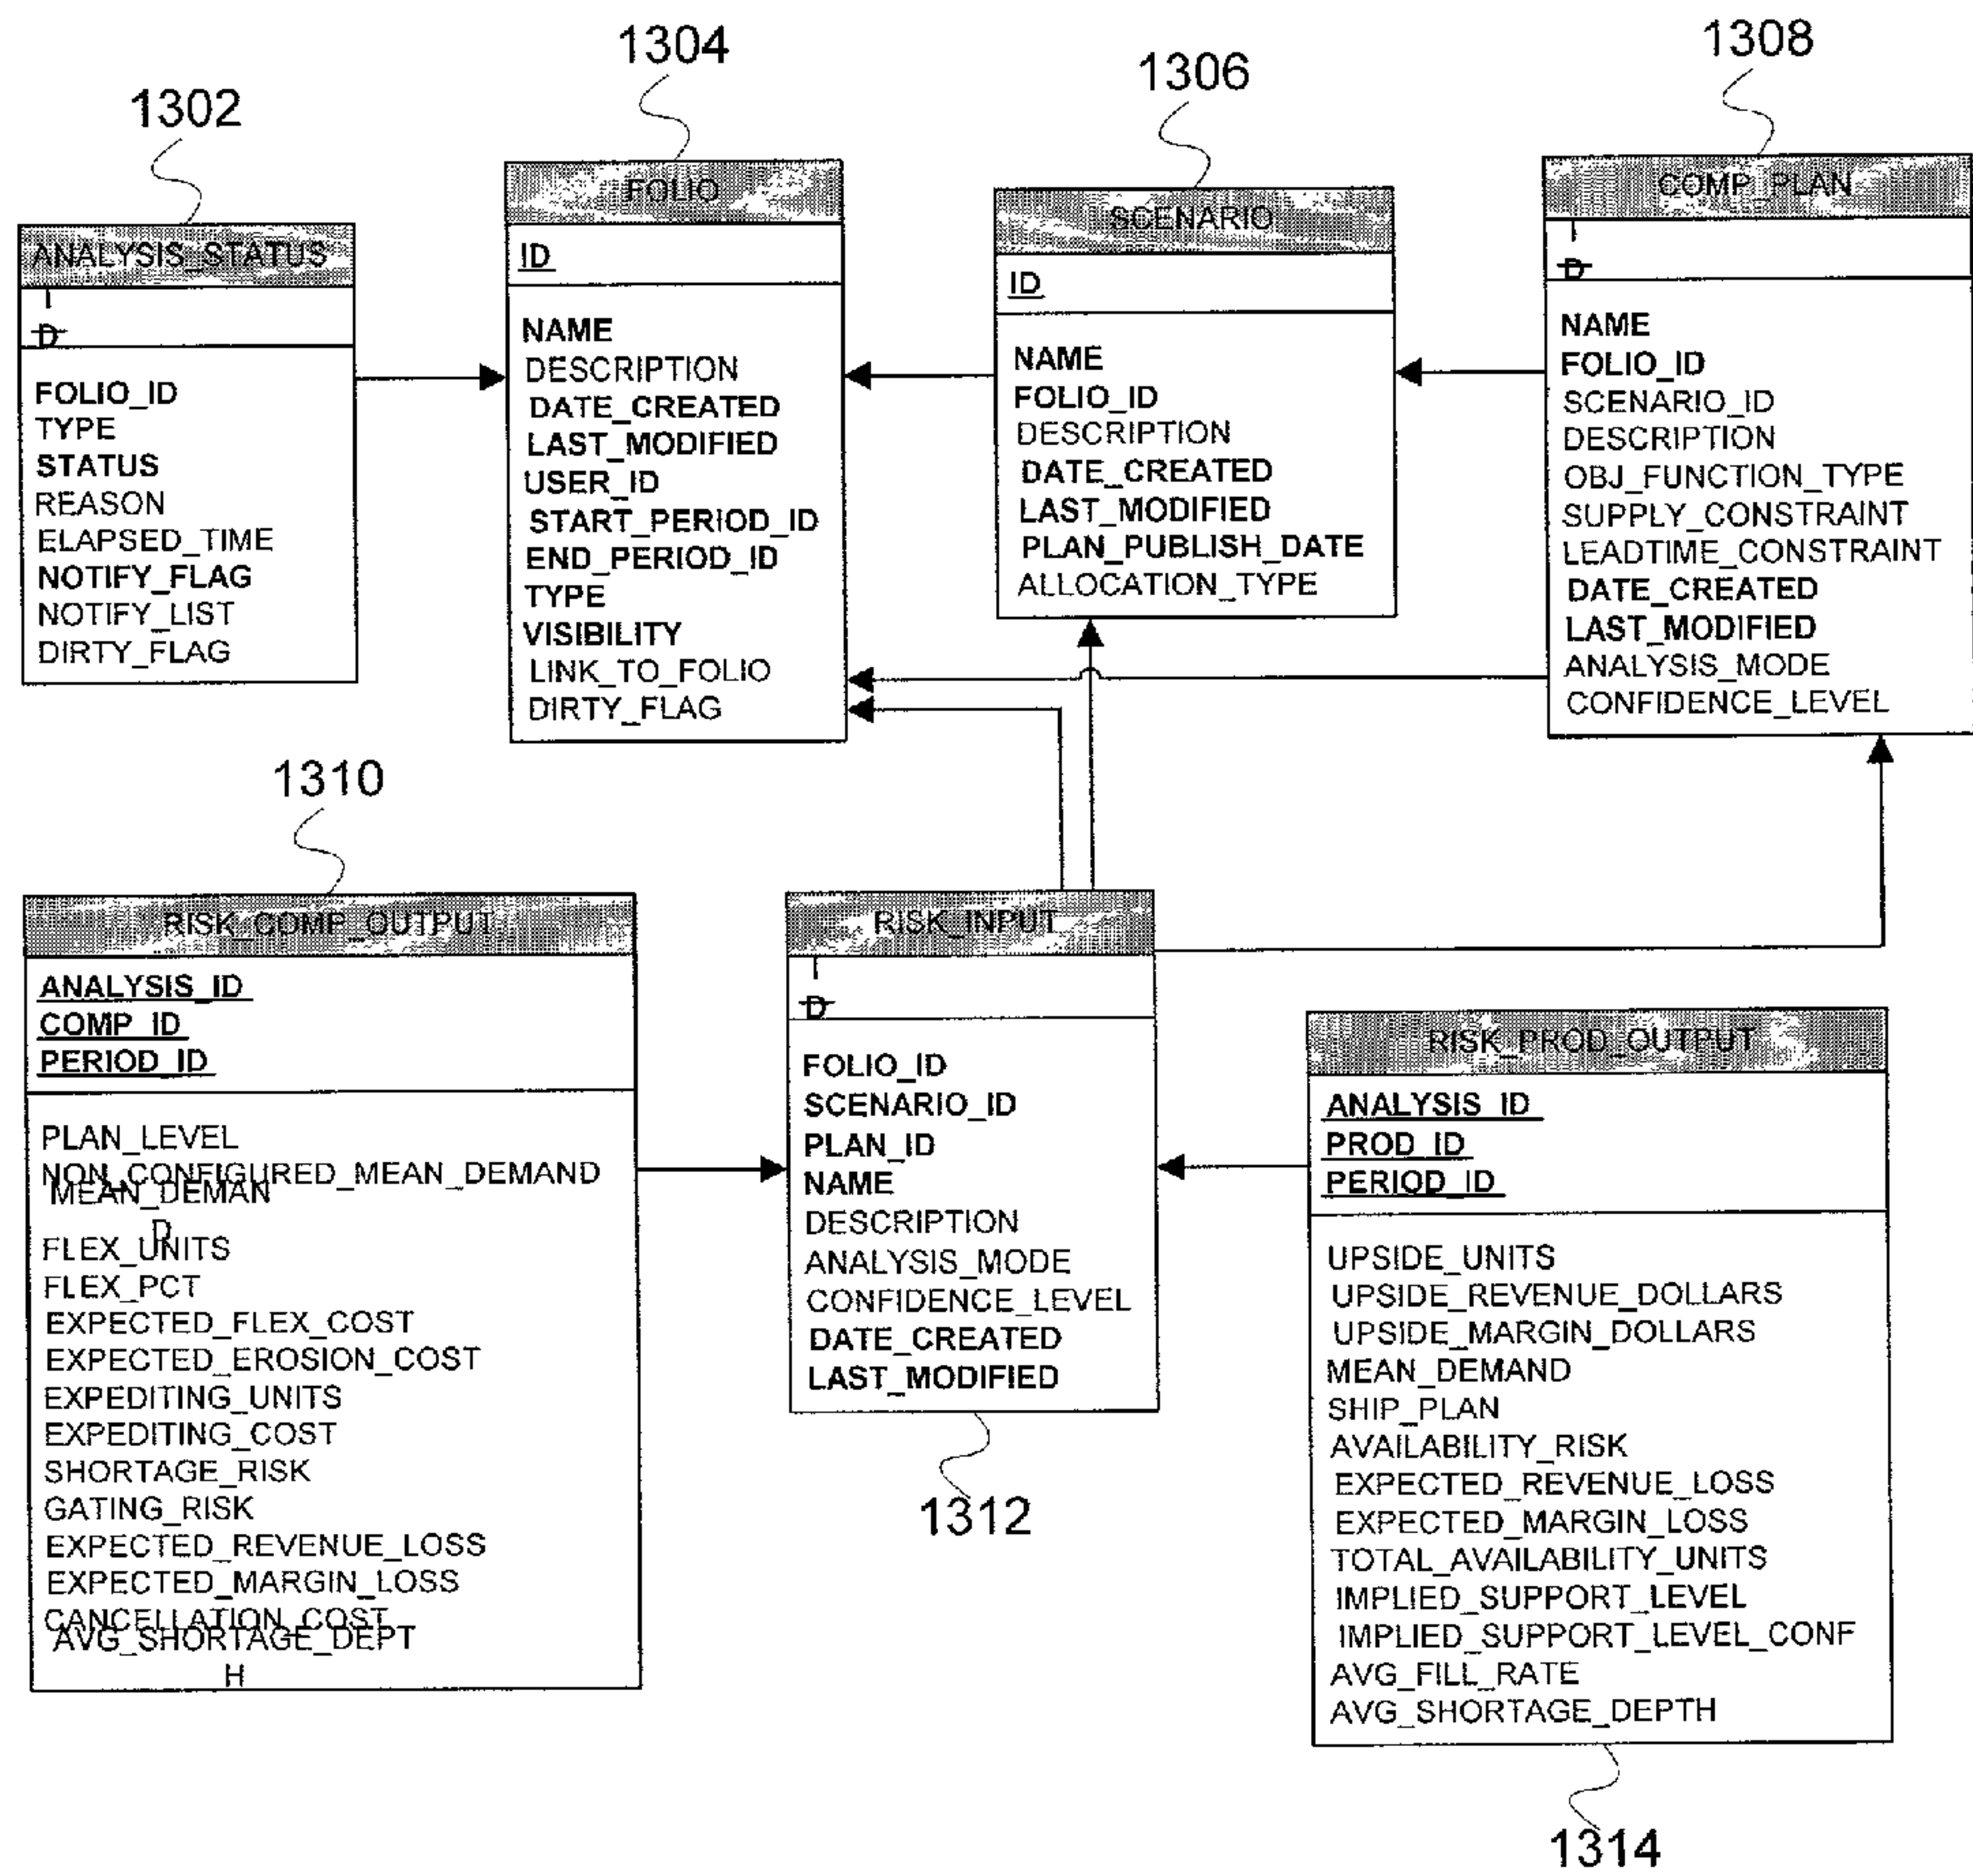 1302
ANALYSIS_STATUS
ID
FOLIO_ID
TYPE
STATUS
REASON
ELAPSED_TIME
NOTIFY_FLAG
NOTIFY_LIST
DIRTY_FLAG
1304
FOLIO
ID
NAME
DESCRIPTION
DATE_CREATED
LAST_MODIFIED
USER_ID
START_PERIOD_ID
END_PERIOD_ID
TYPE
VISIBILITY
LINK_TO_FOLIO
DIRTY_FLAG
1306
SCENARIO
ID
NAME
FOLIO_ID
DESCRIPTION
DATE_CREATED
LAST_MODIFIED
PLAN_PUBLISH_DATE
ALLOCATION_TYPE
1308
COMP_PLAN
I
D
NAME
FOLIO_ID
SCENARIO_ID
DESCRIPTION
OBJ_FUNCTION_TYPE
SUPPLY_CONSTRAINT
LEADTIME_CONSTRAINT
DATE_CREATED
LAST_MODIFIED
ANALYSIS_MODE
CONFIDENCE_LEVEL
1310
RISK_COMP_OUTPUT
ANALYSIS_ID
COMP_ID
PERIOD_ID
PLAN_LEVEL
NON_CONFIGURED_MEAN_DEMAND
MEAN_DEMAN
D
FLEX_UNITS
FLEX_PCT
EXPECTED_FLEX_COST
EXPECTED_EROSION_COST
EXPEDITING_UNITS
EXPEDITING_COST
SHORTAGE_RISK
GATING_RISK
EXPECTED_REVENUE_LOSS
EXPECTED_MARGIN_LOSS
CANCELLATION_COST
AVG_SHORTAGE_DEPT
H
RISK_INPUT
I
D
FOLIO_ID
SCENARIO_ID
PLAN_ID
NAME
DESCRIPTION
ANALYSIS_MODE
CONFIDENCE_LEVEL
DATE_CREATED
LAST_MODIFIED
1312
RISK_PROD_OUTPUT
ANALYSIS_ID
PROD_ID
PERIOD_ID
UPSIDE_UNITS
UPSIDE_REVENUE_DOLLARS
UPSIDE_MARGIN_DOLLARS
MEAN_DEMAND
SHIP_PLAN
AVAILABILITY_RISK
EXPECTED_REVENUE_LOSS
EXPECTED_MARGIN_LOSS
TOTAL_AVAILABILITY_UNITS
IMPLIED_SUPPORT_LEVEL
IMPLIED_SUPPORT_LEVEL_CONF
AVG_FILL_RATE
AVG_SHORTAGE_DEPTH
1314